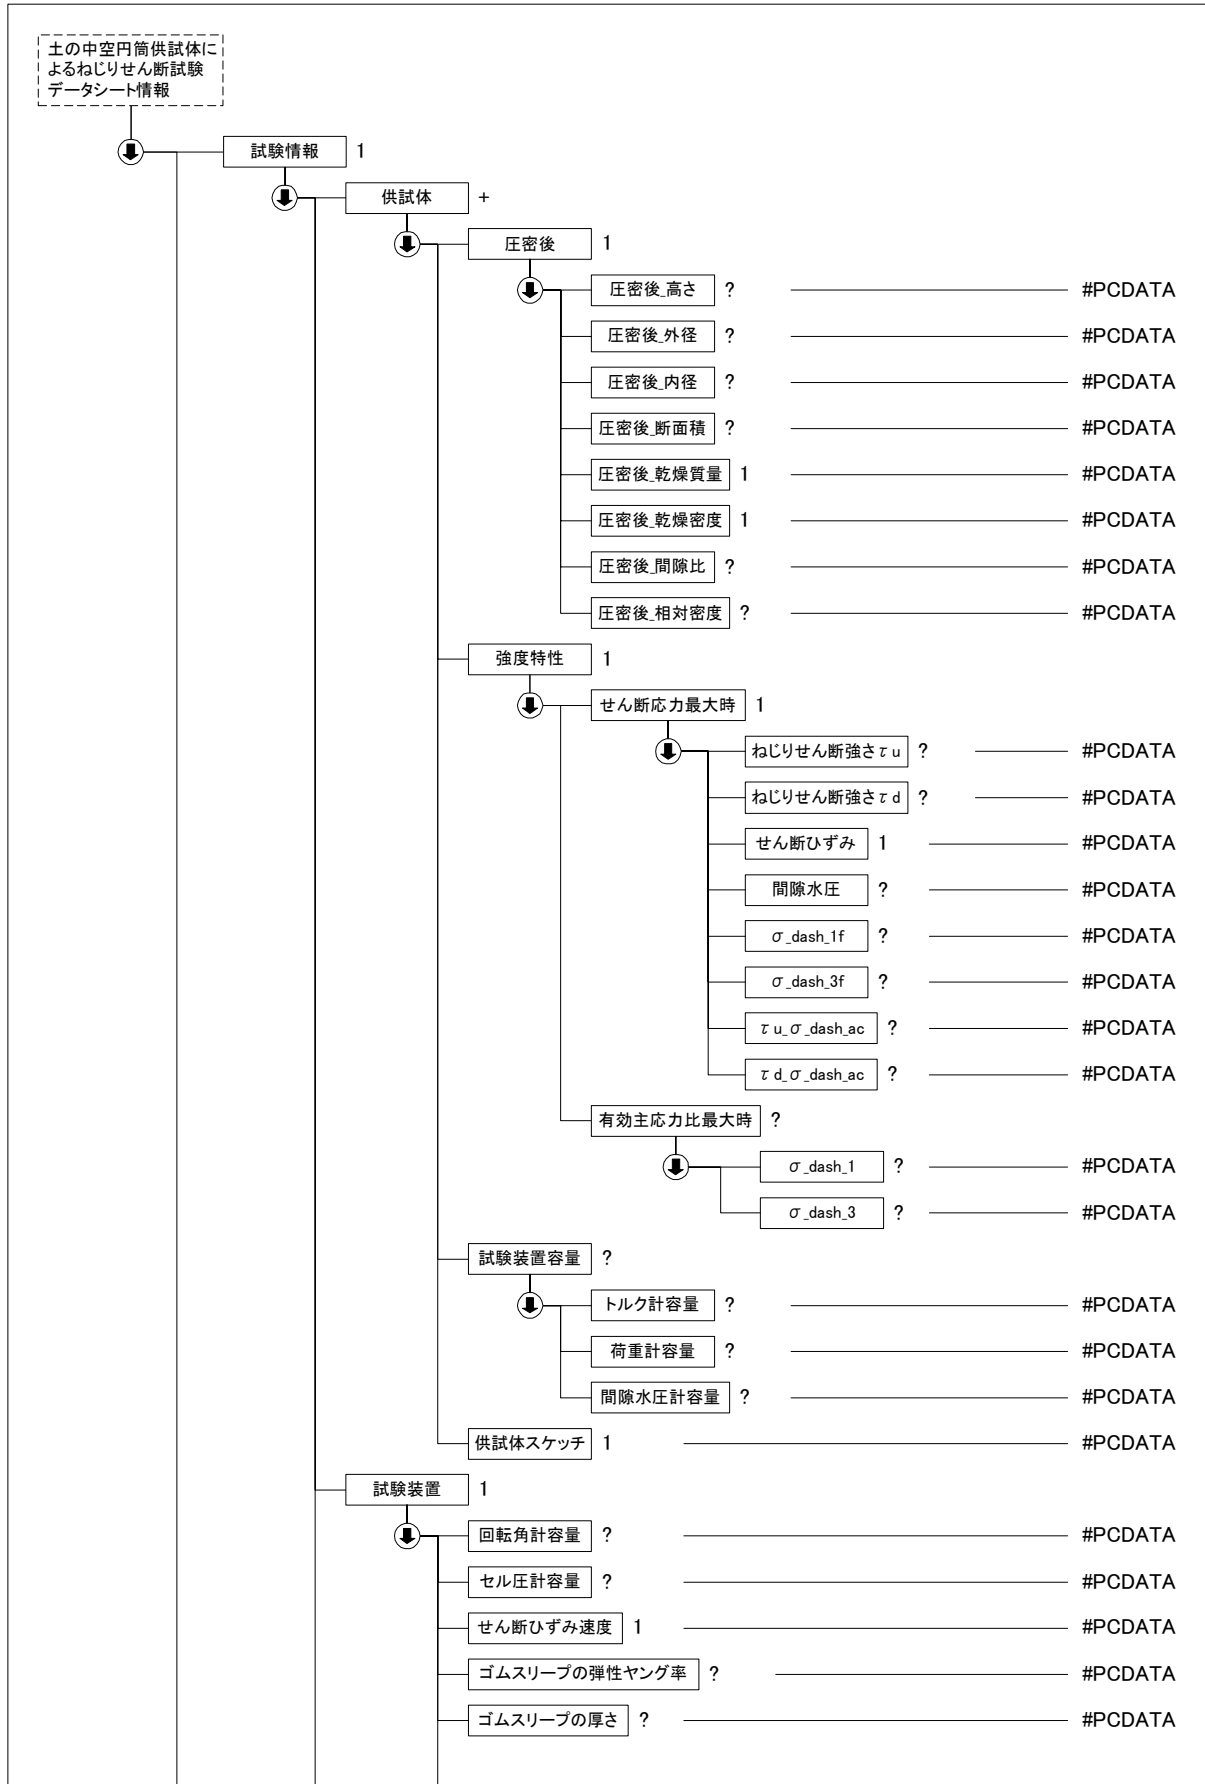 土の中空円筒供試体に
よるねじりせん断試験
データシート情報
試験情報 1
供試体 +
圧密後 1
圧密後_高さ ? #PCDATA
圧密後_外径 ? #PCDATA
圧密後_内径 ? #PCDATA
圧密後_断面積 ? #PCDATA
圧密後_乾燥質量 1 #PCDATA
圧密後_乾燥密度 1 #PCDATA
圧密後_間隙比 ? #PCDATA
圧密後_相対密度 ? #PCDATA
強度特性 1
せん断応力最大時 1
ねじりせん断強さτu ? #PCDATA
ねじりせん断強さτd ? #PCDATA
せん断ひずみ 1 #PCDATA
間隙水圧 ? #PCDATA
σ_dash_1f ? #PCDATA
σ_dash_3f ? #PCDATA
τu_σ_dash_ac ? #PCDATA
τd_σ_dash_ac ? #PCDATA
有効主応力比最大時 ?
σ_dash_1 ? #PCDATA
σ_dash_3 ? #PCDATA
試験装置容量 ?
トルク計容量 ? #PCDATA
荷重計容量 ? #PCDATA
間隙水圧計容量 ? #PCDATA
供試体スケッチ 1 #PCDATA
試験装置 1
回転角計容量 ? #PCDATA
セル圧計容量 ? #PCDATA
せん断ひずみ速度 1 #PCDATA
ゴムスリーブの弾性ヤング率 ? #PCDATA
ゴムスリーブの厚さ ? #PCDATA